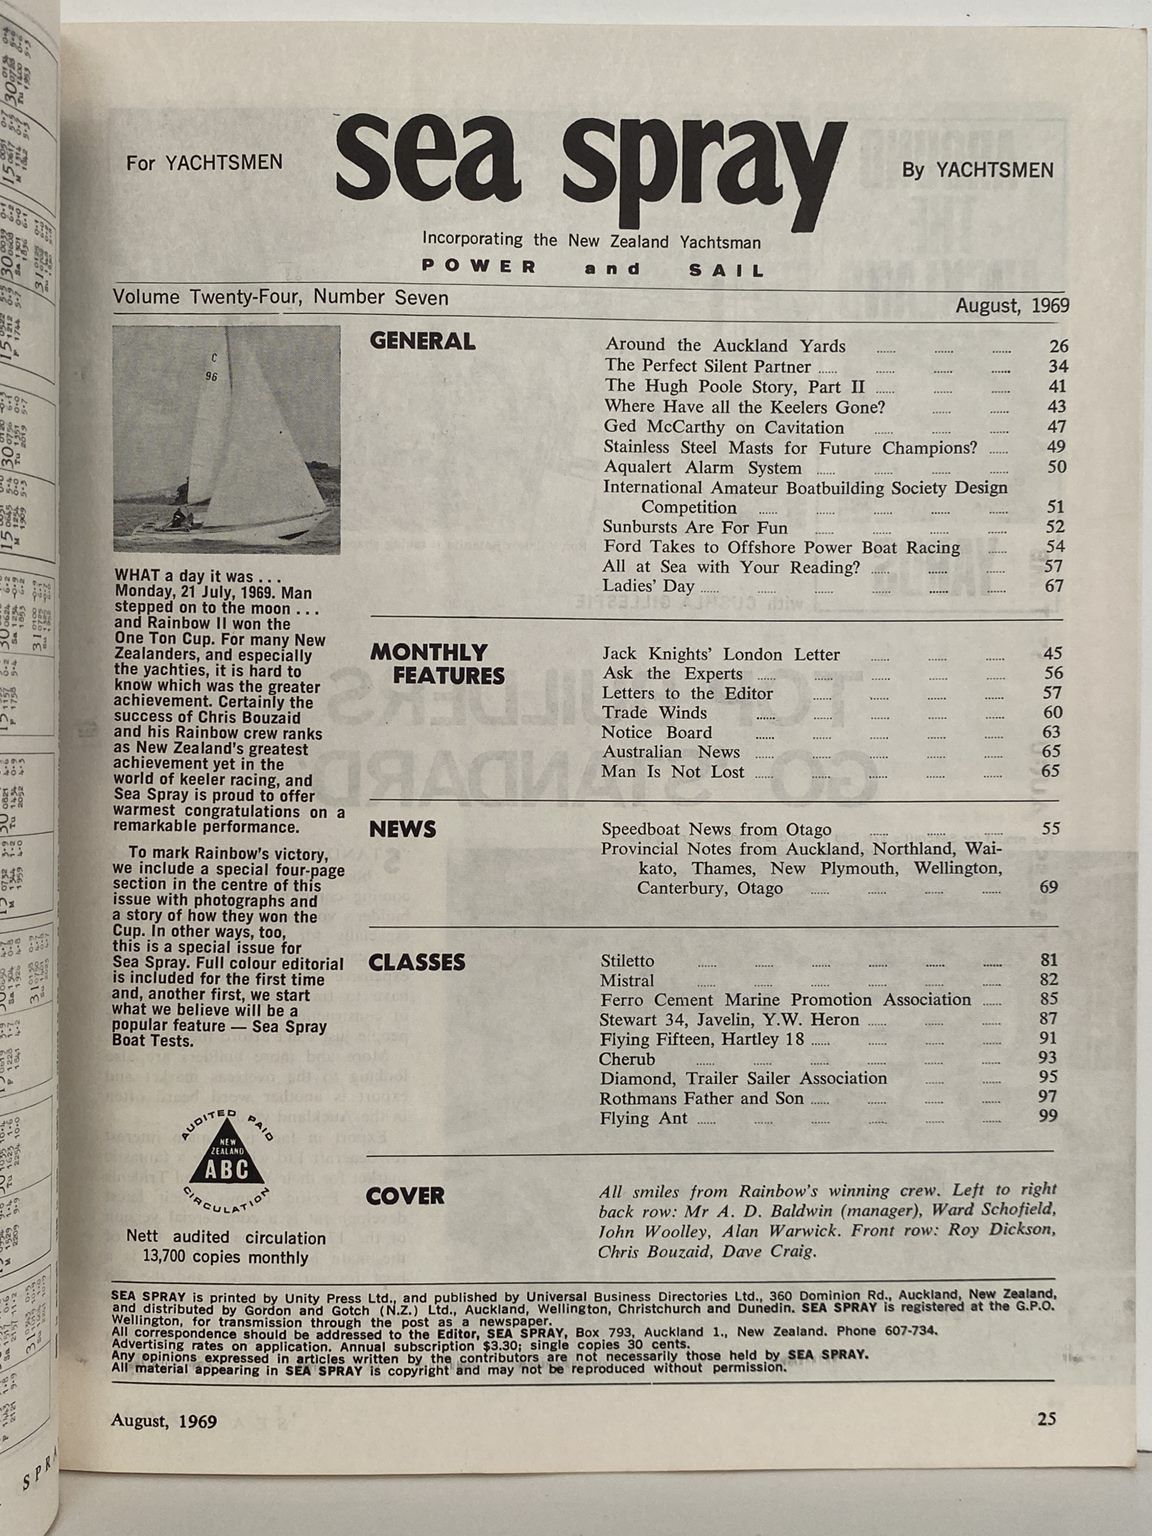 For YACHTSMEN
sea spray
By YACHTSMEN
Incorporating the New Zealand Yachtsman
POWER and SAIL
Volume Twenty-Four, Number Seven
August, 1969
C
96
WHAT a day it was . . .
Monday, 21 July, 1969. Man
stepped on to the moon . . .
and Rainbow II won the
One Ton Cup. For many New
Zealanders, and especially
the yachties, it is hard to
know which was the greater
achievement. Certainly the
success of Chris Bouzaid
and his Rainbow crew ranks
as New Zealand's greatest
achievement yet in the
world of keeler racing, and
Sea Spray is proud to offer
warmest congratulations on a
remarkable performance.
To mark Rainbow's victory,
we include a special four-page
section in the centre of this
issue with photographs and
a story of how they won the
Cup. In other ways, too,
this is a special issue for
Sea Spray. Full colour editorial
is included for the first time
and, another first, we start
what we believe will be a
popular feature — Sea Spray
Boat Tests.
AUDITED PAID
NEW
ZEALAND
ABC
CIRCULATION
Nett audited circulation
13,700 copies monthly
GENERAL
Around the Auckland Yards ...... ...... ...... 26
The Perfect Silent Partner ...... ...... ...... ...... 34
The Hugh Poole Story, Part II ...... ...... ...... 41
Where Have all the Keelers Gone? ...... ...... 43
Ged McCarthy on Cavitation ...... ...... ...... 47
Stainless Steel Masts for Future Champions? ...... 49
Aqualert Alarm System ...... ...... ...... ...... 50
International Amateur Boatbuilding Society Design
Competition ...... ...... ...... ...... ...... 51
Sunbursts Are For Fun ...... ...... ...... ...... 52
Ford Takes to Offshore Power Boat Racing ...... 54
All at Sea with Your Reading? ...... ...... ...... 57
Ladies' Day ...... ...... ...... ...... ...... ...... 67
MONTHLY
FEATURES
Jack Knights' London Letter ...... ...... ...... 45
Ask the Experts ...... ...... ...... ...... ...... 56
Letters to the Editor ...... ...... ...... ...... 57
Trade Winds ...... ...... ...... ...... ...... 60
Notice Board ...... ...... ...... ...... ...... 63
Australian News ...... ...... ...... ...... ...... 65
Man Is Not Lost ...... ...... ...... ...... ...... 65
NEWS
Speedboat News from Otago ...... ...... ...... 55
Provincial Notes from Auckland, Northland, Wai-
kato, Thames, New Plymouth, Wellington,
Canterbury, Otago ...... ...... ...... ...... 69
CLASSES
Stiletto ...... ...... ...... ...... ...... ...... 81
Mistral ...... ...... ...... ...... ...... ...... 82
Ferro Cement Marine Promotion Association ...... 85
Stewart 34, Javelin, Y.W. Heron ...... ...... ...... 87
Flying Fifteen, Hartley 18 ...... ...... ...... ...... 91
Cherub ...... ...... ...... ...... ...... ...... 93
Diamond, Trailer Sailer Association ...... ...... 95
Rothmans Father and Son ...... ...... ...... ...... 97
Flying Ant ...... ...... ...... ...... ...... ...... 99
COVER
All smiles from Rainbow's winning crew. Left to right
back row: Mr A. D. Baldwin (manager), Ward Schofield,
John Woolley, Alan Warwick. Front row: Roy Dickson,
Chris Bouzaid, Dave Craig.
SEA SPRAY is printed by Unity Press Ltd., and published by Universal Business Directories Ltd., 360 Dominion Rd., Auckland, New Zealand,
and distributed by Gordon and Gotch (N.Z.) Ltd., Auckland, Wellington, Christchurch and Dunedin. SEA SPRAY is registered at the G.P.O.
Wellington, for transmission through the post as a newspaper.
All correspondence should be addressed to the Editor, SEA SPRAY, Box 793, Auckland 1., New Zealand. Phone 607-734.
Advertising rates on application. Annual subscription $3.30; single copies 30 cents.
Any opinions expressed in articles written by the contributors are not necessarily those held by SEA SPRAY.
All material appearing in SEA SPRAY is copyright and may not be reproduced without permission.
August, 1969
25